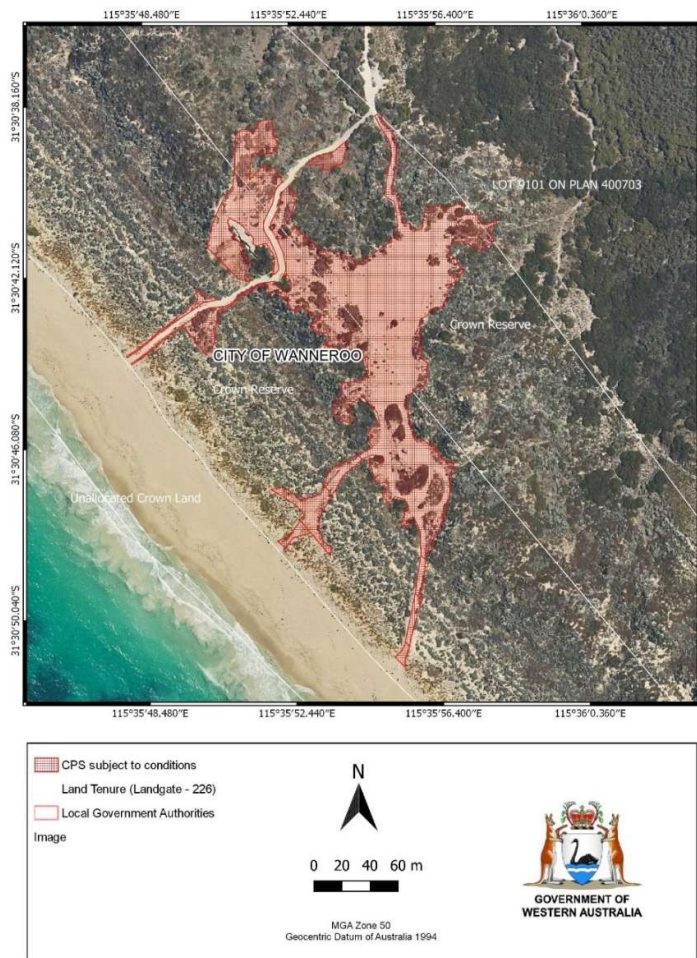 115°35'48.480"E
115°35'52.440"E
115°35'56.400"E
115°36'0.360"E
31°30'38.160"S
31°30'42.120"S
31°30'46.080"S
31°30'50.040"S
LOT 9101 ON PLAN 400703
Crown Reserve
CITY OF WANNEROO
Crown Reserve
Unallocated Crown Land
115°35'48.480"E
115°35'52.440"E
115°35'56.400"E
115°36'0.360"E
CPS subject to conditions
Land Tenure (Landgate - 226)
Local Government Authorities
Image
N
0 20 40 60 m
MGA Zone 50
Geocentric Datum of Australia 1994
GOVERNMENT OF
WESTERN AUSTRALIA